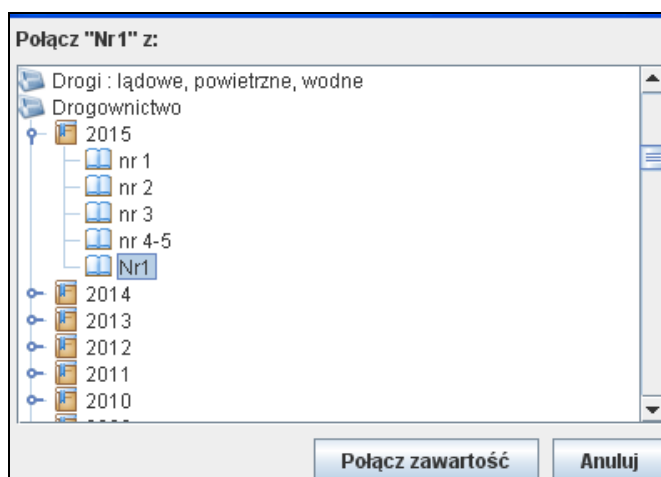 Połącz "Nr1" z:
Drogi : lądowe, powietrzne, wodne
Drogownictwo
2015
nr 1
nr 2
nr 3
nr 4-5
Nr1
2014
2013
2012
2011
2010
Połącz zawartość
Anuluj